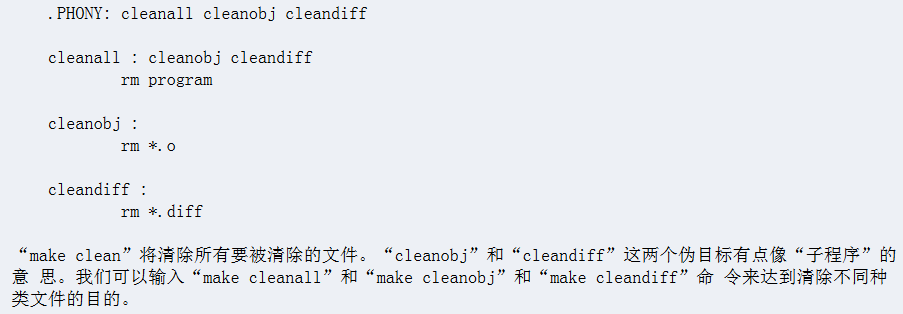 .PHONY: cleanall cleanobj cleandiff
cleanall : cleanobj cleandiff
rm program
cleanobj :
rm *.o
cleandiff :
rm *.diff
“make clean”将清除所有要被清除的文件。“cleanobj”和“cleandiff”这两个伪目标有点像“子程序”的
意 思。我们可以输入“make cleanall”和“make cleanobj”和“make cleandiff”命 令来达到清除不同种
类文件的目的。